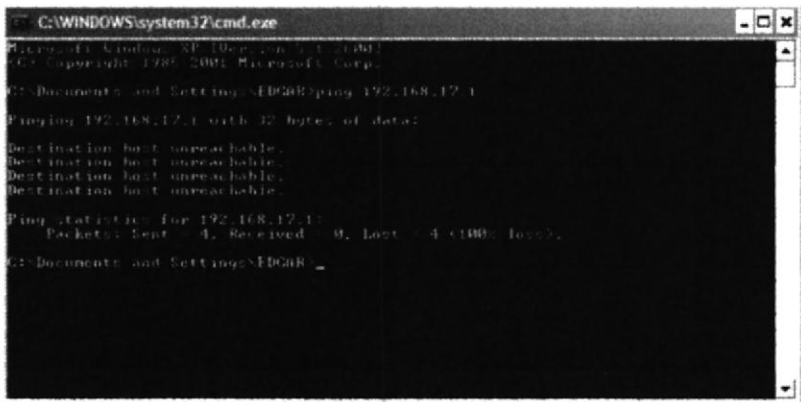 C:\WINDOWS\system32\cmd.exe
Microsoft Windows XP [Version 5.1.2600]
(C) Copyright 1985-2001 Microsoft Corp.
C:\Documents and Settings\EDGAR>ping 192.168.17.1
Pinging 192.168.17.1 with 32 bytes of data:
Destination host unreachable.
Destination host unreachable.
Destination host unreachable.
Destination host unreachable.
Ping statistics for 192.168.17.1:
Packets: Sent = 4, Received = 0, Lost = 4 (100% loss),
C:\Documents and Settings\EDGAR>_